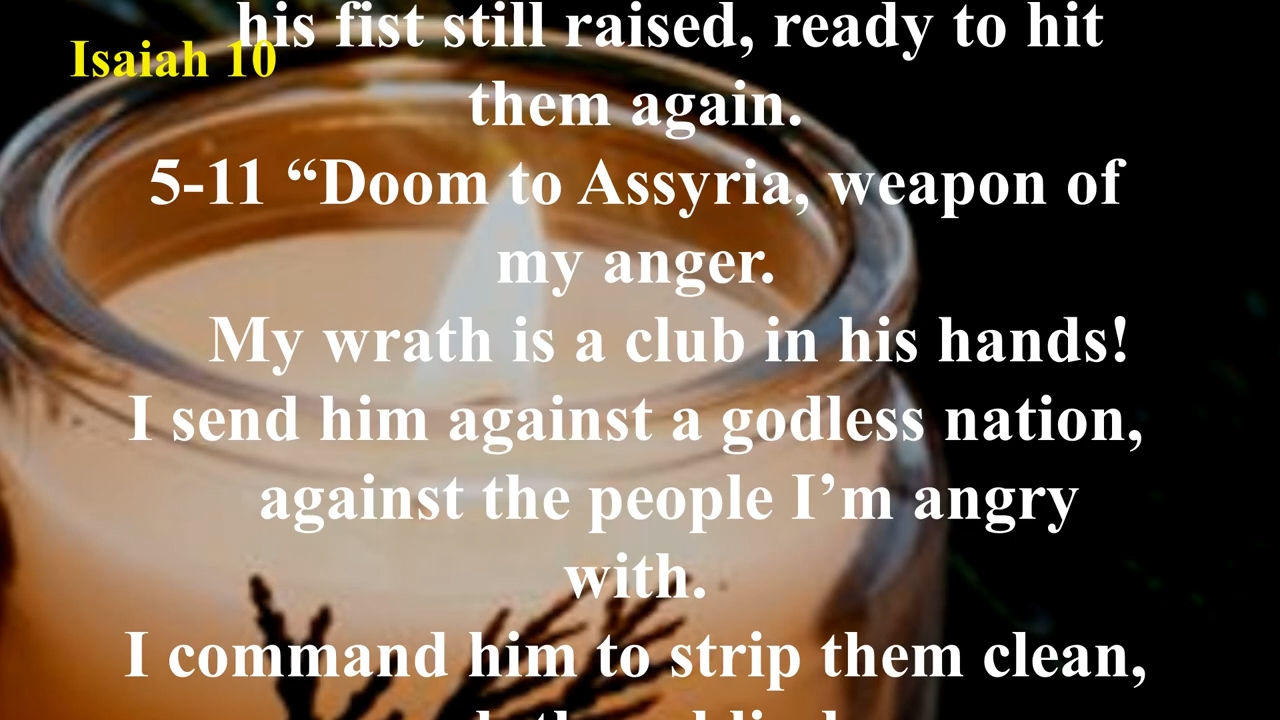 his fist still raised, ready to hit
Isaiah 10
them again.
5-11 “Doom to Assyria, weapon of
my anger.
My wrath is a club in his hands!
I send him against a godless nation,
against the people I’m angry
with.
I command him to strip them clean,